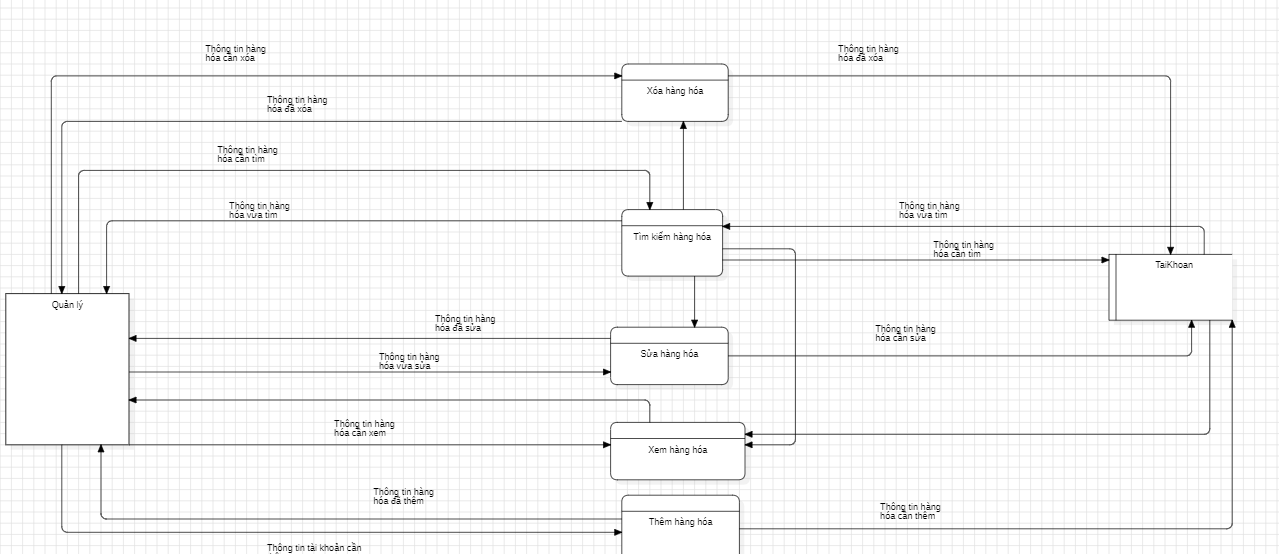 Thông tin hàng
hóa cần xóa
Thông tin hàng
hóa đã xóa
Xóa hàng hóa
Thông tin hàng
hóa đã xóa
Thông tin hàng
hóa cần tìm
Thông tin hàng
hóa vừa tìm
Tìm kiếm hàng hóa
Thông tin hàng
hóa vừa tìm
Thông tin hàng
hóa cần tìm
TaiKhoan
Quản lý
Thông tin hàng
hóa đã sửa
Sửa hàng hóa
Thông tin hàng
hóa cần sửa
Thông tin hàng
hóa vừa sửa
Thông tin hàng
hóa cần xem
Xem hàng hóa
Thông tin hàng
hóa đã thêm
Thêm hàng hóa
Thông tin hàng
hóa cần thêm
Thông tin tài khoản cần